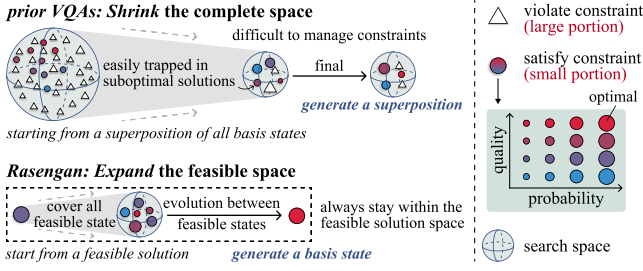 prior VQAs: Shrink the complete space
difficult to manage constraints
easily trapped in
suboptimal solutions
final
generate a superposition
starting from a superposition of all basis states
Rasengan: Expand the feasible space
cover all
feasible state
evolution between
feasible states
always stay within the
feasible solution space
start from a feasible solution
generate a basis state
violate constraint
(large portion)
satisfy constraint
(small portion)
optimal
quality
probability
search space